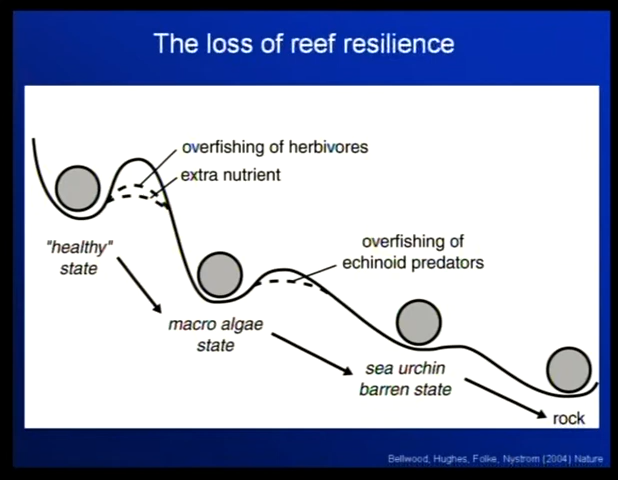 The loss of reef resilience
overfishing of herbivores
extra nutrient
"healthy"
state
overfishing of
echinoid predators
macro algae
state
sea urchin
barren state
rock
Bellwood, Hughes, Folke, Nystrom (2004) Nature